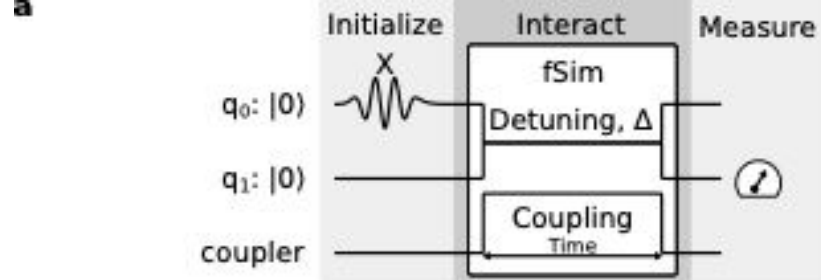 a
Initialize
Interact
Measure
X
fSim
q₀: |0⟩
Detuning, Δ
q₁: |0⟩
Coupling
Time
coupler